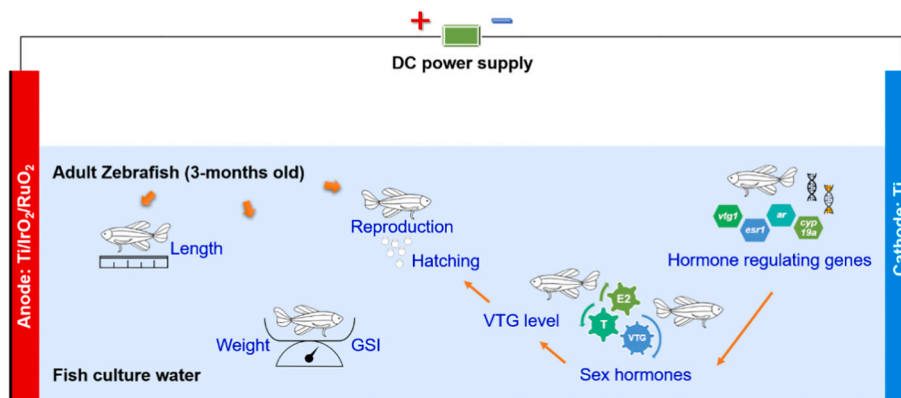 + −
DC power supply
Anode: Ti/IrO2/RuO2
Cathode: Ti
Adult Zebrafish (3-months old)
Length
Reproduction
Hatching
Weight
GSI
VTG level
E2
T
VTG
Sex hormones
vtg1
esr1
ar
cyp
19a
Hormone regulating genes
Fish culture water